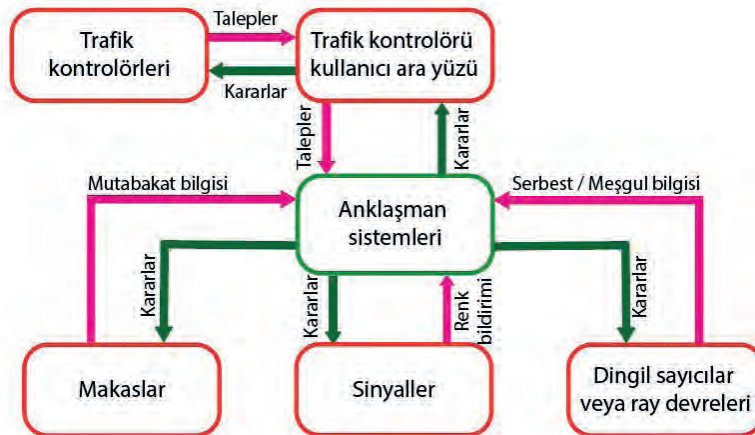 Trafik
kontrolörleri
Talepler
Kararlar
Trafik kontrolörü
kullanıcı ara yüzü
Talepler
Kararlar
Mutabakat bilgisi
Serbest / Meşgul bilgisi
Anklaşman
sistemleri
Kararlar
Kararlar
Renk
bildirimi
Kararlar
Makaslar
Sinyaller
Dingil sayıcılar
veya ray devreleri